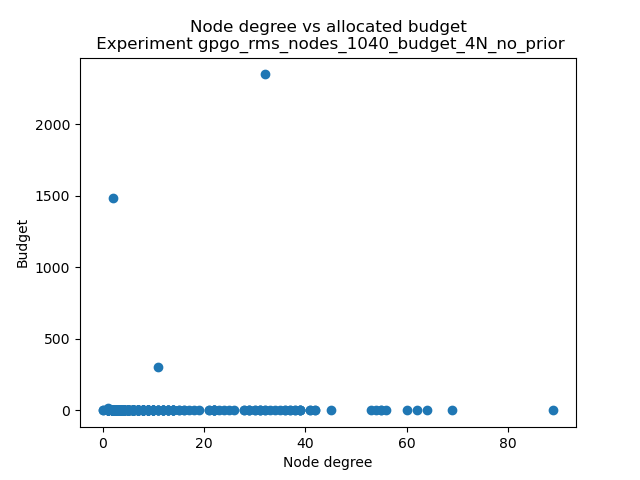 Node degree vs allocated budget
Experiment gpgo_rms_nodes_1040_budget_4N_no_prior
2000
1500
1000
500
0
Budget
0 20 40 60 80
Node degree